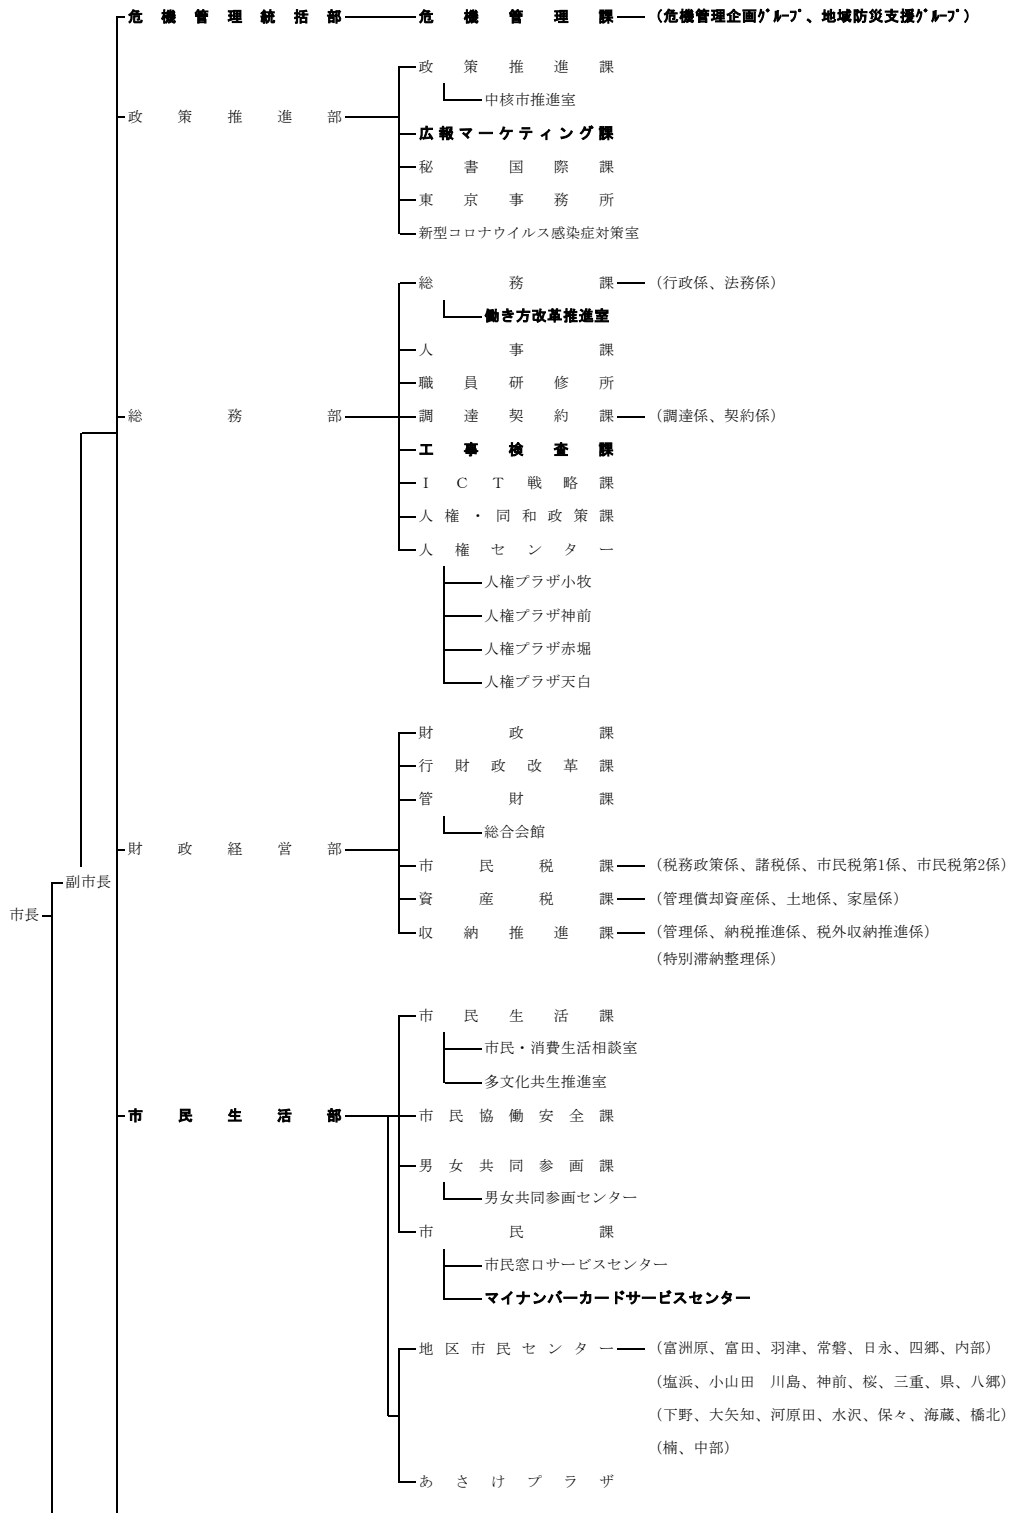 危機管理統括部 危機管理課 (危機管理企画ｸﾞﾙｰﾌﾟ、地域防災支援ｸﾞﾙｰﾌﾟ)
政策推進課
中核市推進室
政策推進部
広報マーケティング課
秘書国際課
東京事務所
新型コロナウイルス感染症対策室
総務課 (行政係、法務係)
働き方改革推進室
人事課
職員研修所
総務部 調達契約課 (調達係、契約係)
工事検査課
ＩＣＴ戦略課
人権・同和政策課
人権センター
人権プラザ小牧
人権プラザ神前
人権プラザ赤堀
人権プラザ天白
財政課
行財政改革課
管財課
総合会館
財政経営部
市民税課 (税務政策係、諸税係、市民税第1係、市民税第2係)
副市長
資産税課 (管理償却資産係、土地係、家屋係)
市長
収納推進課 (管理係、納税推進係、税外収納推進係)
(特別滞納整理係)
市民生活課
市民・消費生活相談室
多文化共生推進室
市民生活部 市民協働安全課
男女共同参画課
男女共同参画センター
市民課
市民窓口サービスセンター
マイナンバーカードサービスセンター
地区市民センター (富洲原、富田、羽津、常磐、日永、四郷、内部)
(塩浜、小山田　川島、神前、桜、三重、県、八郷)
(下野、大矢知、河原田、水沢、保々、海蔵、橋北)
(楠、中部)
あさけプラザ